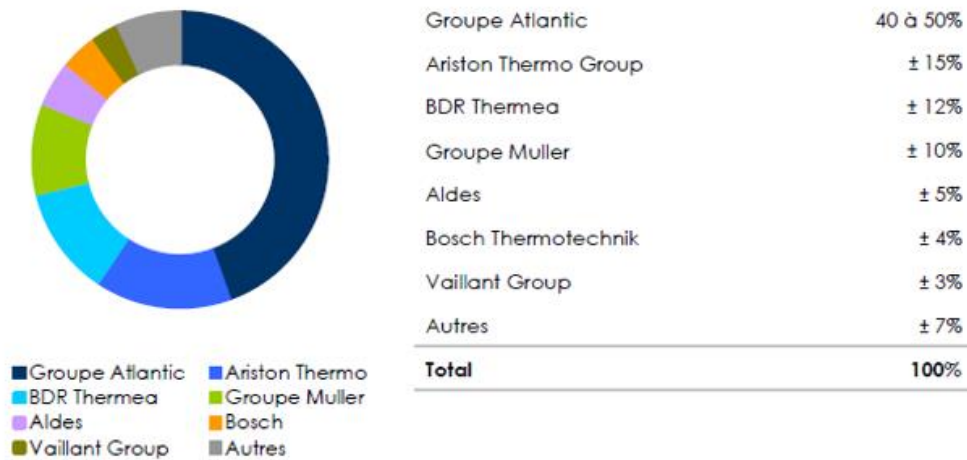 Groupe Atlantic 40 à 50%
Ariston Thermo Group ± 15%
BDR Thermea ± 12%
Groupe Muller ± 10%
Aldes ± 5%
Bosch Thermotechnik ± 4%
Vaillant Group ± 3%
Autres ± 7%
Total 100%
Groupe Atlantic Ariston Thermo
BDR Thermea Groupe Muller
Aldes Bosch
Vaillant Group Autres